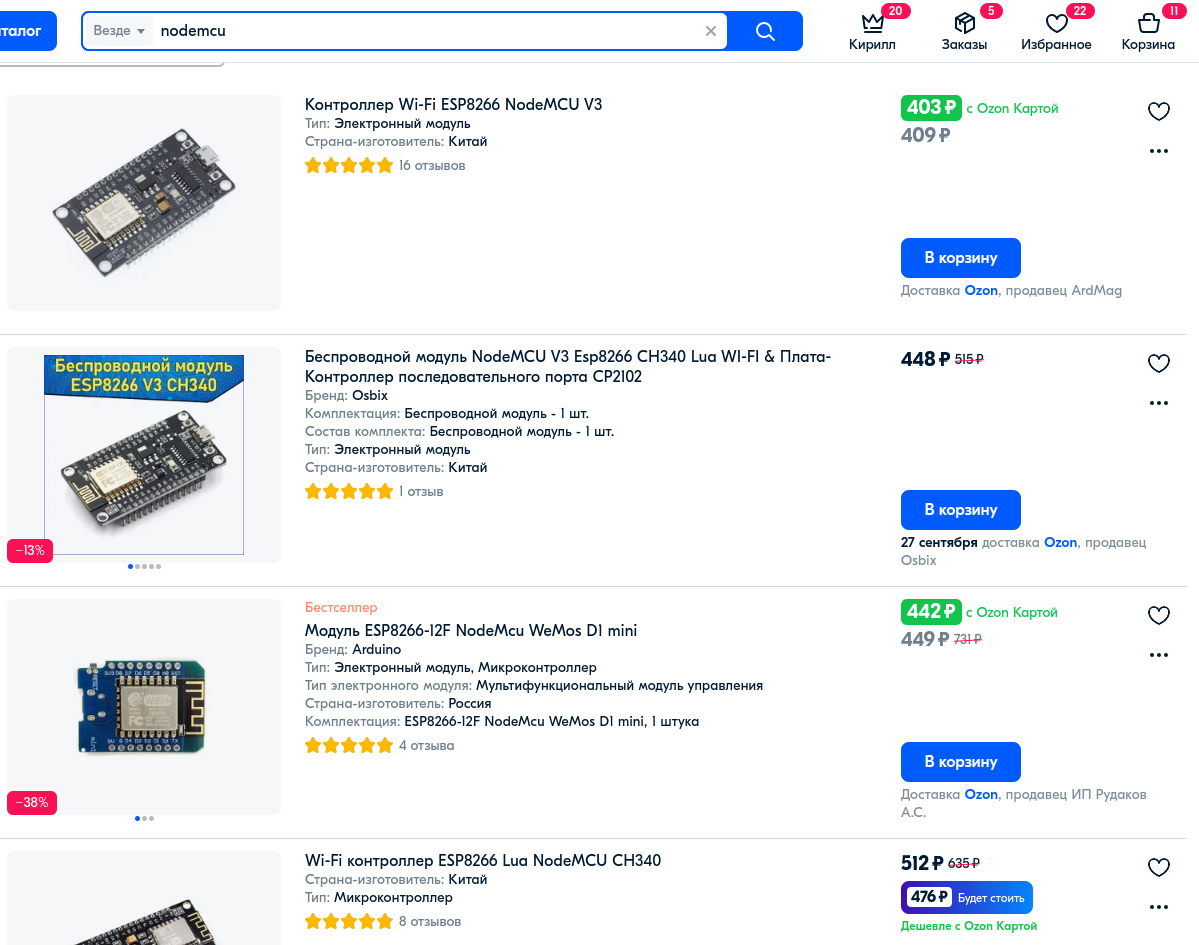 аталог
Везде
nodemcu
20
Кирилл
5
Заказы
22
Избранное
11
Корзина
Контроллер Wi-Fi ESP8266 NodeMCU V3
Тип: Электронный модуль
Страна-изготовитель: Китай
16 отзывов
403 ₽ с Ozon Картой
409 ₽
В корзину
Доставка Ozon, продавец ArdMag
Беспроводной модуль
ESP8266 V3 CH340
−13%
Беспроводной модуль NodeMCU V3 Esp8266 CH340 Lua WI-FI & Плата-
Контроллер последовательного порта CP2102
Бренд: Osbix
Комплектация: Беспроводной модуль - 1 шт.
Состав комплекта: Беспроводной модуль - 1 шт.
Тип: Электронный модуль
Страна-изготовитель: Китай
1 отзыв
448 ₽ 515 ₽
В корзину
27 сентября доставка Ozon, продавец
Osbix
−38%
Бестселлер
Модуль ESP8266-12F NodeMcu WeMos D1 mini
Бренд: Arduino
Тип: Электронный модуль, Микроконтроллер
Тип электронного модуля: Мультифункциональный модуль управления
Страна-изготовитель: Россия
Комплектация: ESP8266-12F NodeMcu WeMos D1 mini, 1 штука
4 отзыва
442 ₽ с Ozon Картой
449 ₽ 731 ₽
В корзину
Доставка Ozon, продавец ИП Рудаков
А.С.
Wi-Fi контроллер ESP8266 Lua NodeMCU CH340
Страна-изготовитель: Китай
Тип: Микроконтроллер
8 отзывов
512 ₽ 635 ₽
476 ₽ Будет стоить
Дешевле с Ozon Картой